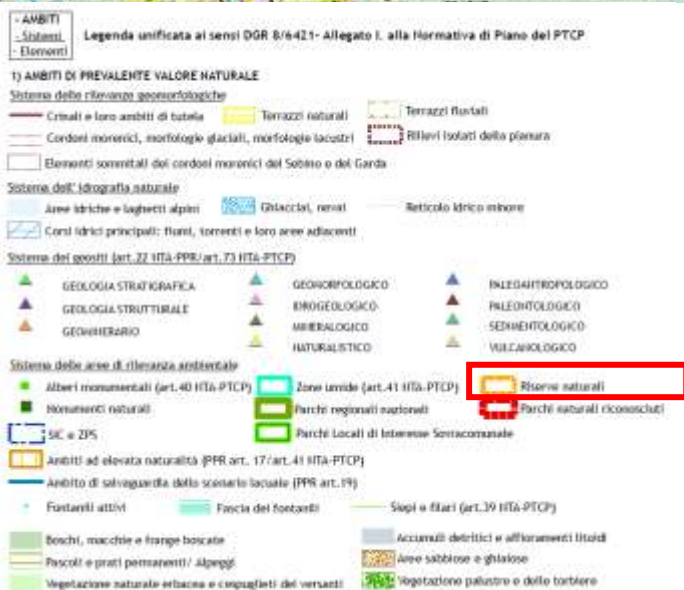 - AMBITI
- Sistemi
- Elementi
Legenda unificata ai sensi DGR 8/6421- Allegato I. alla Normativa di Piano del PTCP
1) AMBITI DI PREVALENTE VALORE NATURALE
Sistema delle rilevanze geomorfologiche
Crinali e loro ambiti di tutela
Terrazzi naturali
Terrazzi fluviali
Cordoni morenici, morfologie glaciali, morfologie lacustri
Rilievi isolati della pianura
Elementi sommitali dei cordoni morenici del Sebino e del Garda
Sistema dell' idrografia naturale
Aree idriche e laghetti alpini
Ghiacciai, nevai
Reticolo idrico minore
Corsi idrici principali: fiumi, torrenti e loro aree adiacenti
Sistema dei geositi (art.22 NTA-PPR/art.73 NTA-PTCP)
GEOLOGIA STRATIGRAFICA
GEOMORFOLOGICO
PALEOANTROPOLOGICO
GEOLOGIA STRUTTURALE
IDROGEOLOGICO
PALEONTOLOGICO
GEOMINERARIO
MINERALOGICO
SEDIMENTOLOGICO
NATURALISTICO
VULCANOLOGICO
Sistema delle aree di rilevanza ambientale
Alberi monumentali (art.40 NTA-PTCP)
Zone umide (art.41 NTA-PTCP)
Riserve naturali
Monumenti naturali
Parchi regionali nazionali
Parchi naturali riconosciuti
SIC e ZPS
Parchi Locali di Interesse Sovracomunale
Ambiti ad elevata naturalità (PPR art. 17/art.41 NTA-PTCP)
Ambito di salvaguardia dello scenario lacuale (PPR art.19)
Fontanili attivi
Fascia dei fontanili
Siepi e filari (art.39 NTA-PTCP)
Boschi, macchie e frange boscate
Accumuli detritici e affioramenti litoidi
Pascoli e prati permanenti/ Alpeggi
Aree sabbiose e ghiaiose
Vegetazione naturale erbacea e cespuglieti dei versanti
Vegetazione palustre e delle torbiere